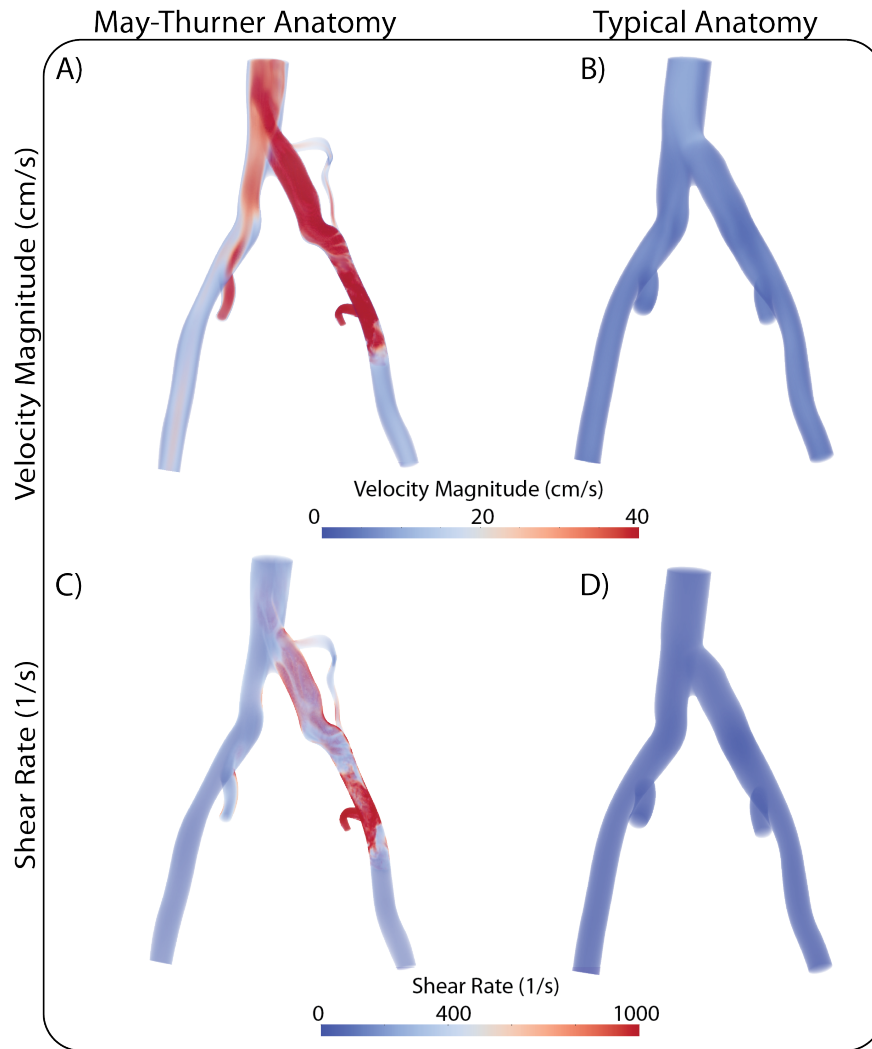 May-Thurner Anatomy
Typical Anatomy
A)
B)
Velocity Magnitude (cm/s)
Velocity Magnitude (cm/s)
0 20 40
C)
D)
Shear Rate (1/s)
Shear Rate (1/s)
0 400 1000